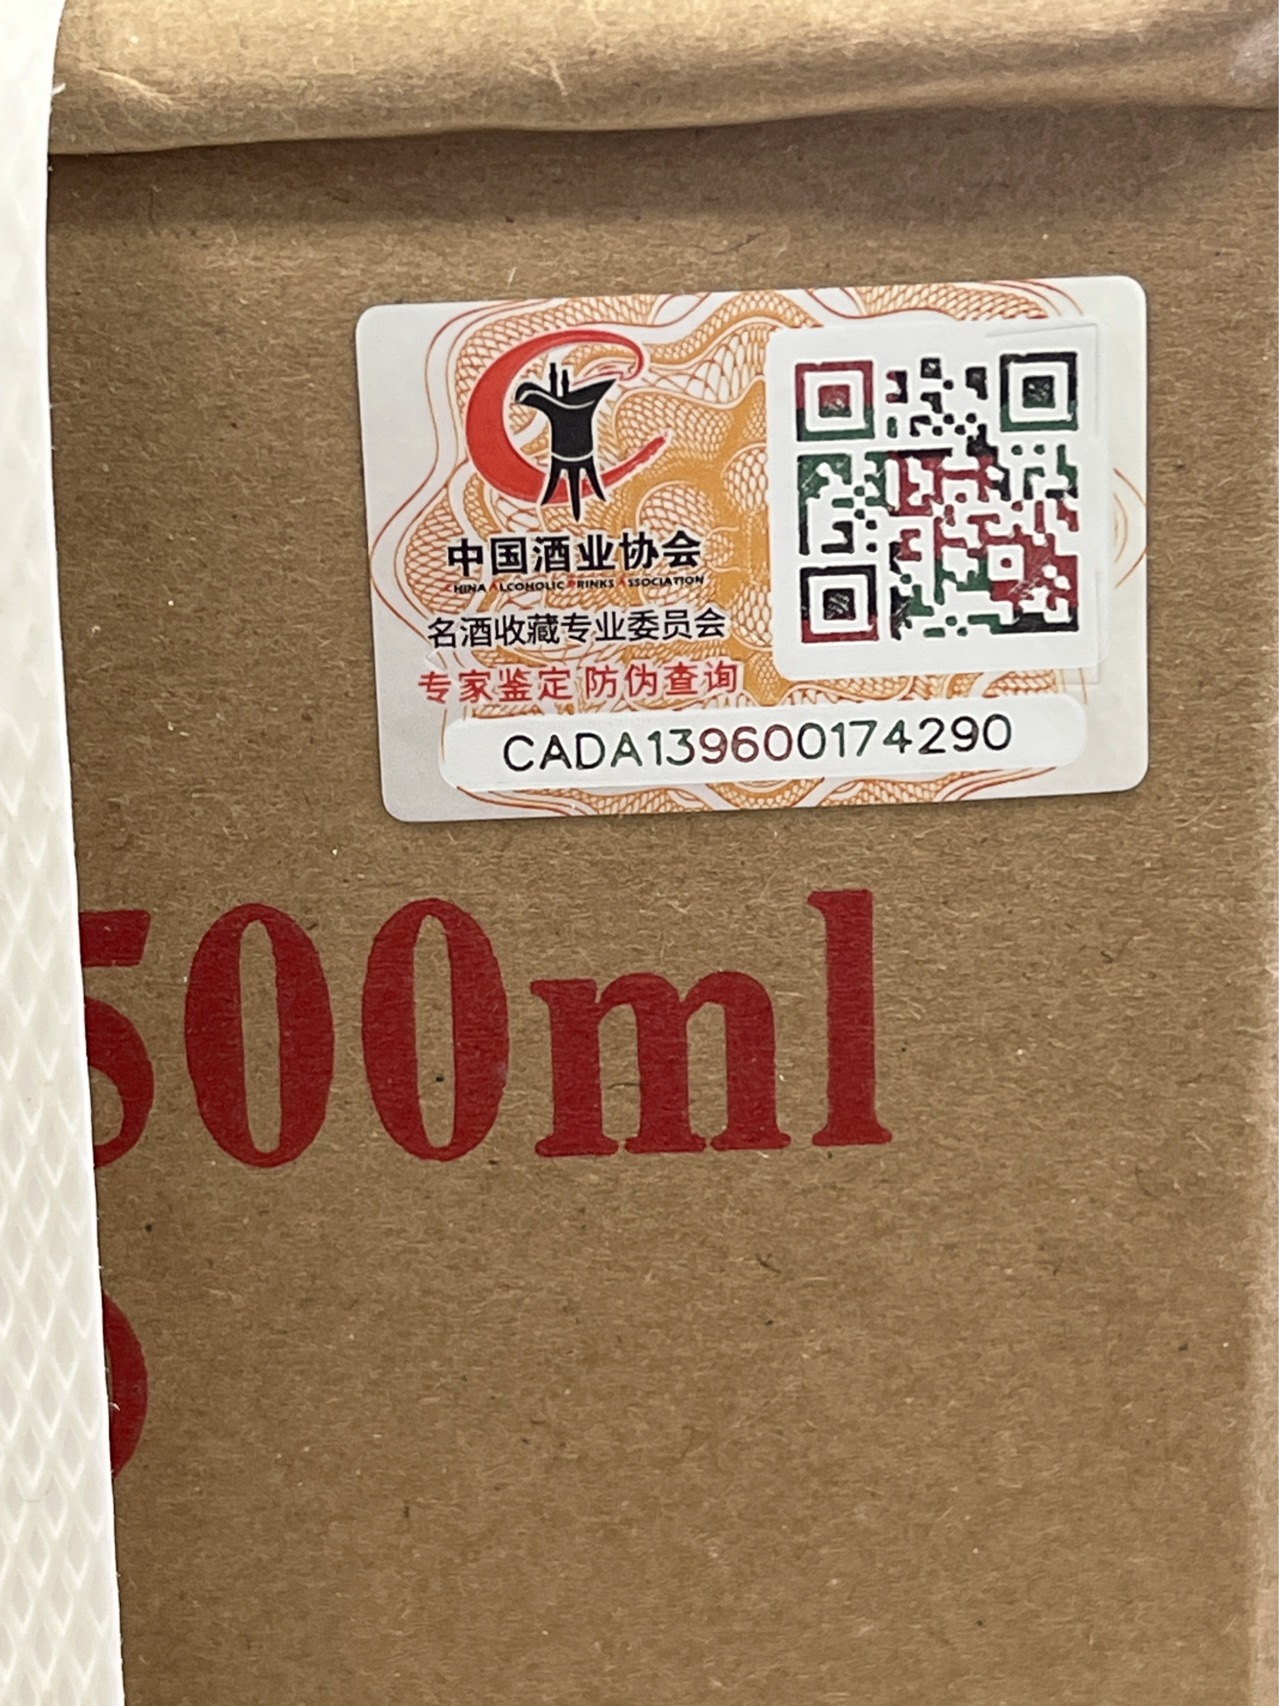 中国酒业协会
CHINA ALCOHOLIC DRINKS ASSOCIATION
名酒收藏专业委员会
专家鉴定 防伪查询
CADA139600174290
500ml